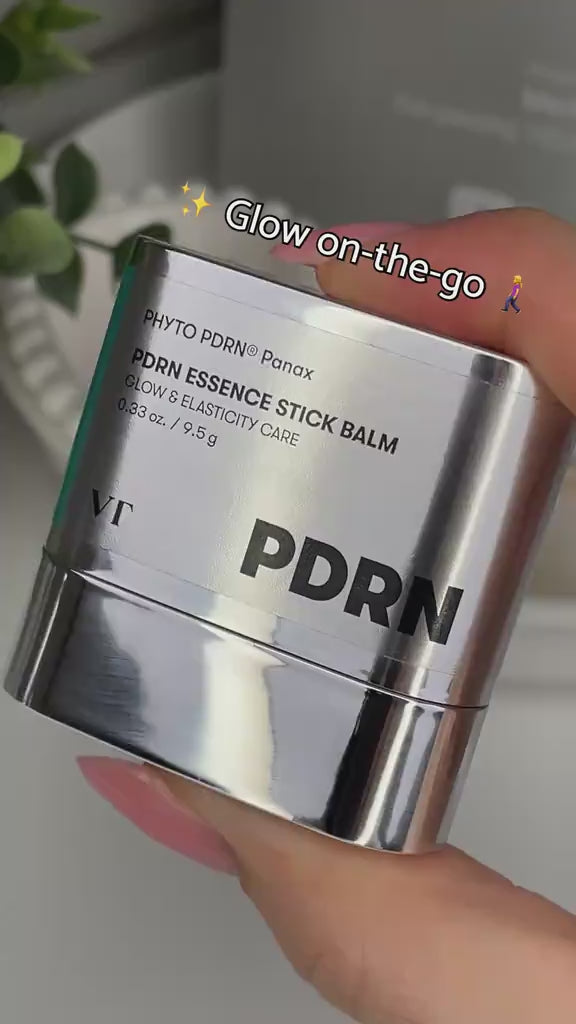 ✨ Glow on-the-go 🚶‍♀️
PHYTO PDRN® Panax
PDRN ESSENCE STICK BALM
GLOW & ELASTICITY CARE
0.33 oz. / 9.5 g
VT
PDRN